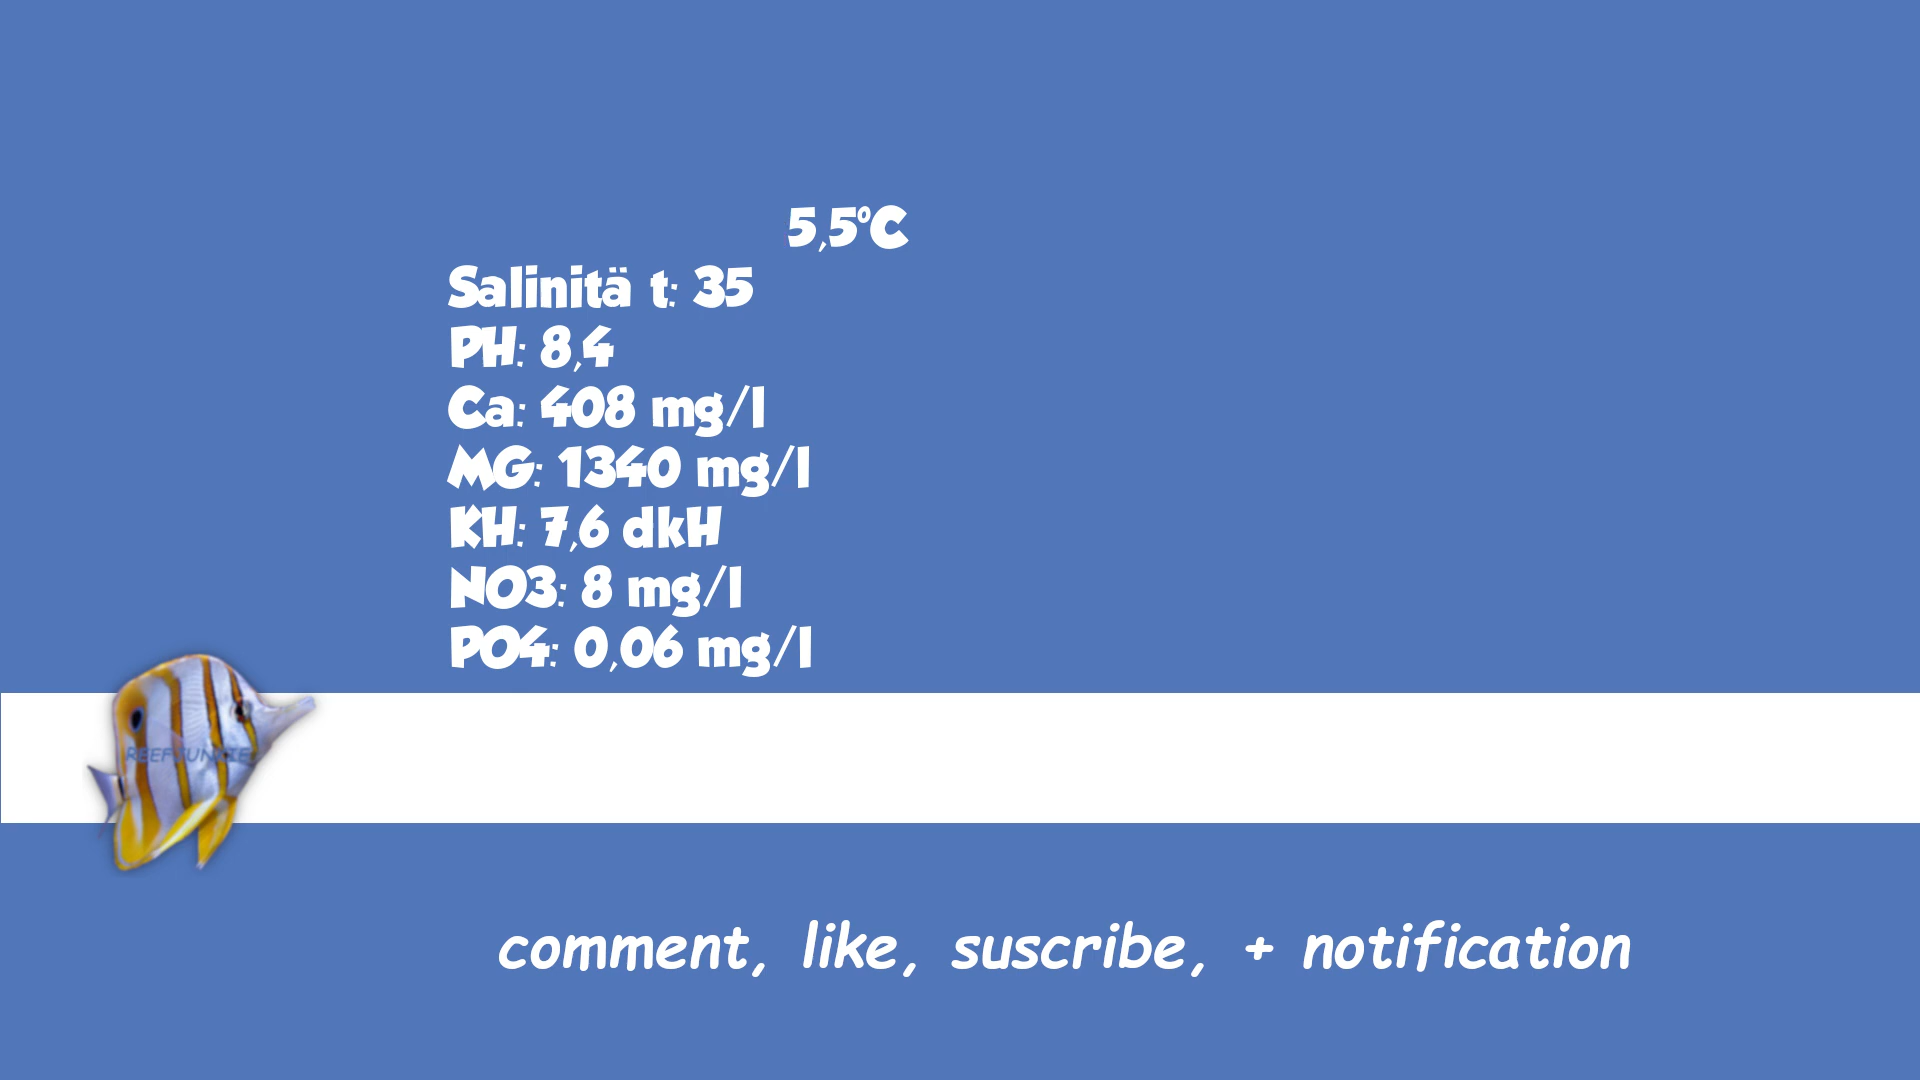 5,5°C
Salinitä t: 35
PH: 8,4
Ca: 408 mg/l
MG: 1340 mg/l
KH: 7,6 dkH
NO3: 8 mg/l
PO4: 0,06 mg/l
REEFJUNKIE
comment, like, suscribe, + notification